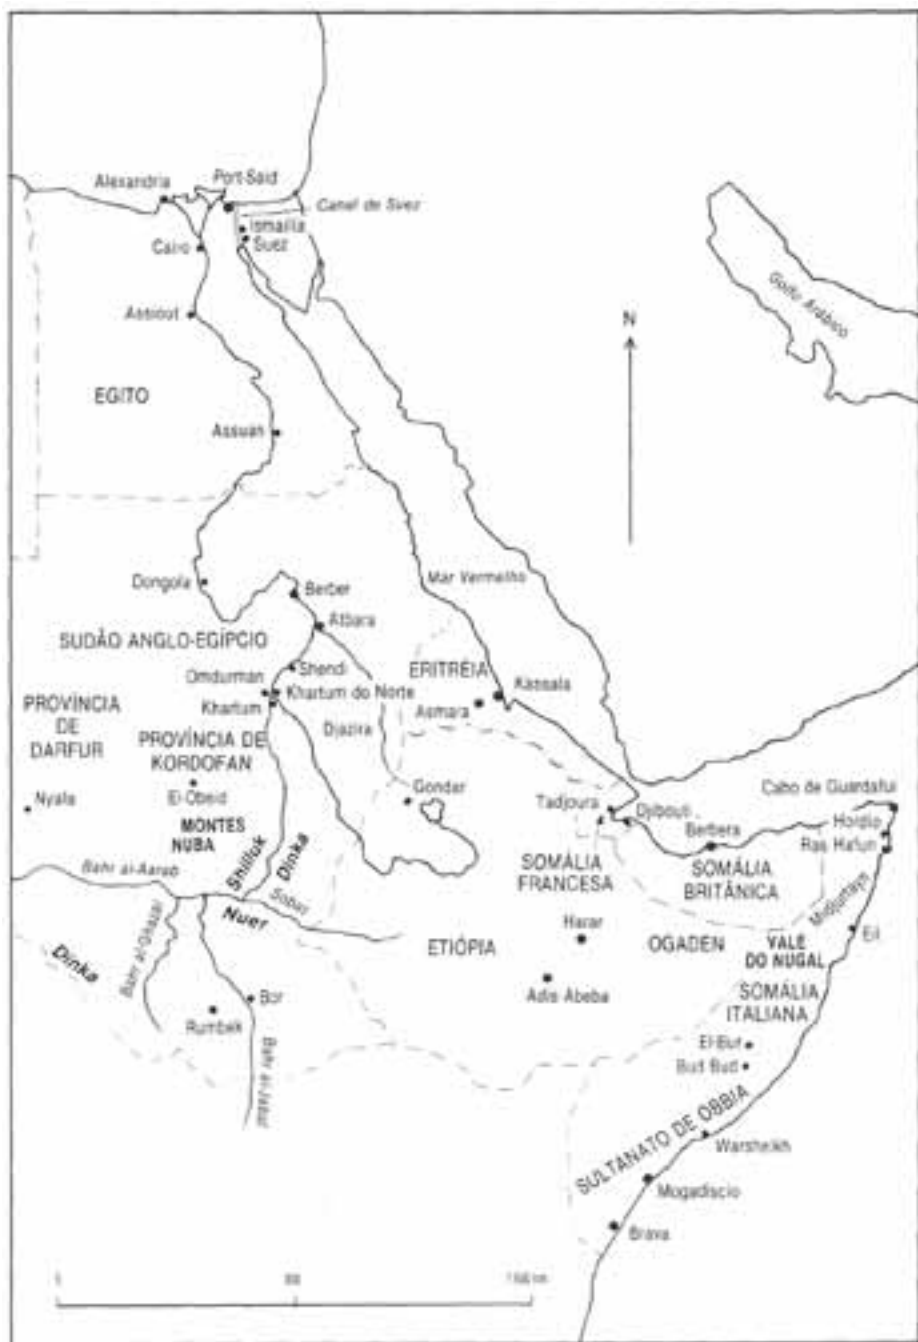 Alexandria
Port-Said
Canal de Suez
Ismaïlia
Suez
Cairo
Assiout
Golfo Arábico
N
EGITO
Assuan
Mar Vermelho
Dongola
Berber
Atbara
SUDÃO ANGLO-EGÍPCIO
Shendi
ERITRÉIA
Omdurman
Khartum do Norte
Kassala
Khartum
Asmara
PROVÍNCIA
DE
DARFUR
Djazira
PROVÍNCIA DE
KORDOFAN
Gondar
Cabo de Guardafui
Nyala
El-Obeid
Tadjoura
Djibouti
Hordio
MONTES
NUBA
Berbera
Ras Hafun
Shilluk
Dinka
SOMÁLIA
FRANCESA
SOMÁLIA
BRITÂNICA
Bahr al-Aarab
Sobat
Nuer
Harar
Eil
Bahr al-Ghazal
Dinka
ETIÓPIA
OGADEN
VALE
DO NUGAL
Adis Abeba
SOMÁLIA
ITALIANA
Bor
Rumbek
El-Bur
Bud Bud
Bahr al-Jabal
SULTANATO DE OBBIA
Warsheikh
Mogadiscio
Brava